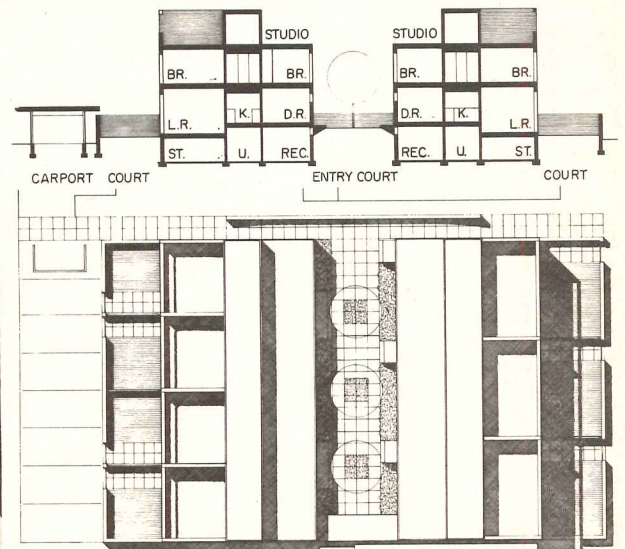 STUDIO STUDIO
BR. BR. BR. BR.
L.R. K. D.R. D.R. K. L.R.
ST. U. REC. REC. U. ST.
CARPORT COURT ENTRY COURT COURT